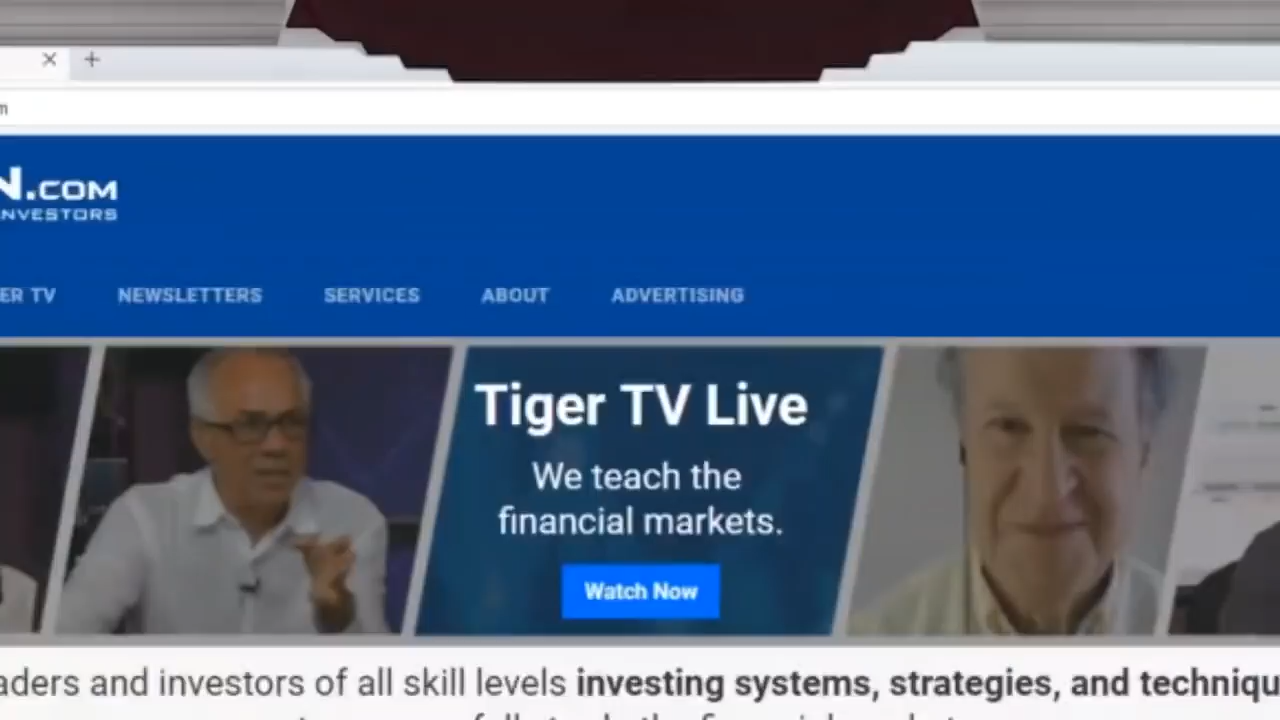 N.COM
INVESTORS
ER TV NEWSLETTERS SERVICES ABOUT ADVERTISING
Tiger TV Live
We teach the
financial markets.
Watch Now
aders and investors of all skill levels investing systems, strategies, and techniqu